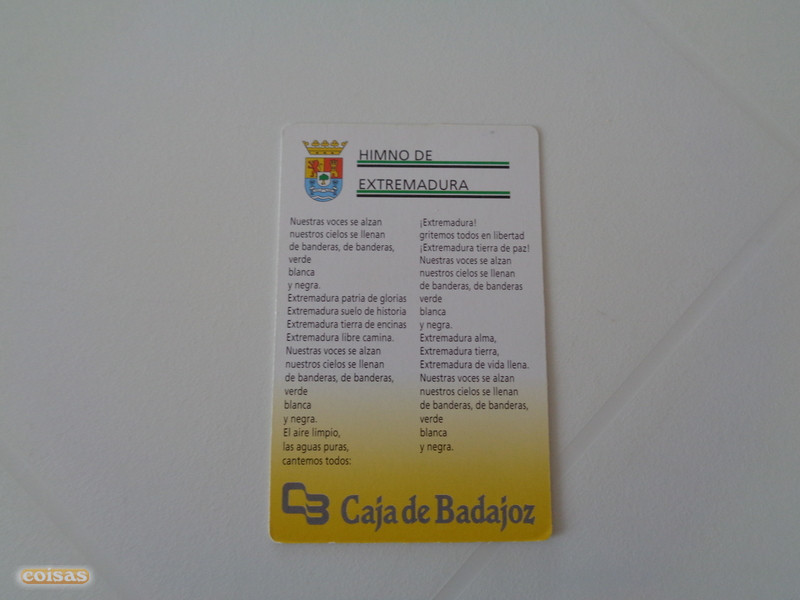 HIMNO DE
EXTREMADURA
Nuestras voces se alzan
nuestros cielos se llenan
de banderas, de banderas,
verde
blanca
y negra.
Extremadura patria de glorias
Extremadura suelo de historia
Extremadura tierra de encinas
Extremadura libre camina.
Nuestras voces se alzan
nuestros cielos se llenan
de banderas, de banderas,
verde
blanca
y negra.
El aire limpio,
las aguas puras,
cantemos todos:
¡Extremadura!
gritemos todos en libertad
¡Extremadura tierra de paz!
Nuestras voces se alzan
nuestros cielos se llenan
de banderas, de banderas
verde
blanca
y negra.
Extremadura alma,
Extremadura tierra,
Extremadura de vida llena.
Nuestras voces se alzan
nuestros cielos se llenan
de banderas, de banderas,
verde
blanca
y negra.
CB Caja de Badajoz
coisas